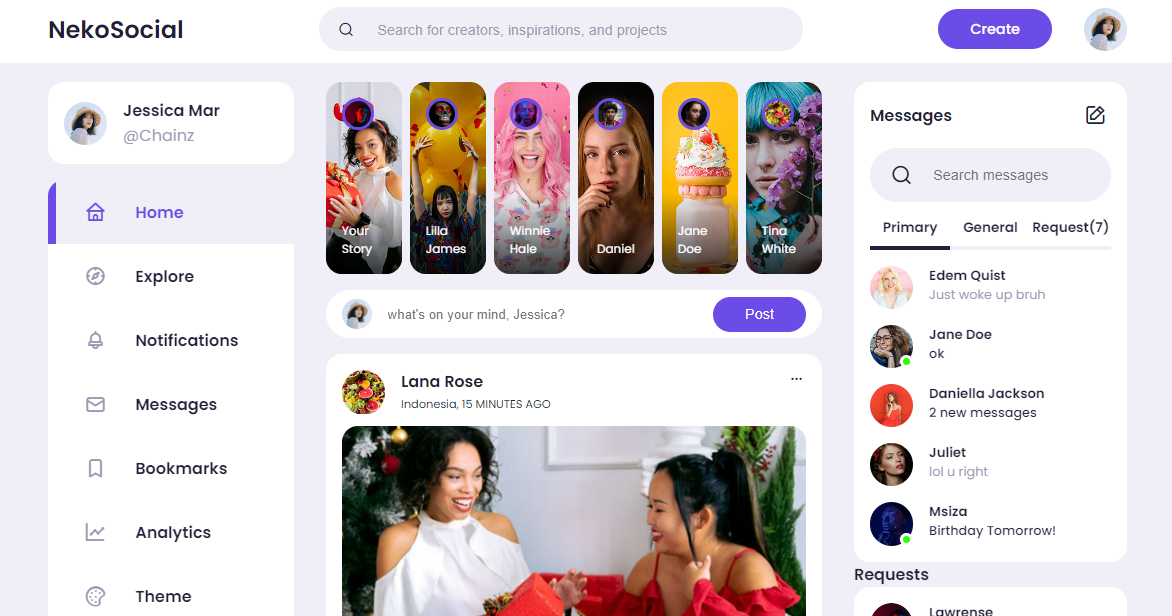 NekoSocial
Search for creators, inspirations, and projects
Create
Jessica Mar
@Chainz
Home
Explore
Notifications
Messages
Bookmarks
Analytics
Theme
Your
Story
Lilla
James
Winnie
Hale
Daniel
Jane
Doe
Tina
White
what's on your mind, Jessica?
Post
Lana Rose
Indonesia, 15 MINUTES AGO
Messages
Search messages
Primary General Request(7)
Edem Quist
Just woke up bruh
Jane Doe
ok
Daniella Jackson
2 new messages
Juliet
lol u right
Msiza
Birthday Tomorrow!
Requests
Lawrense